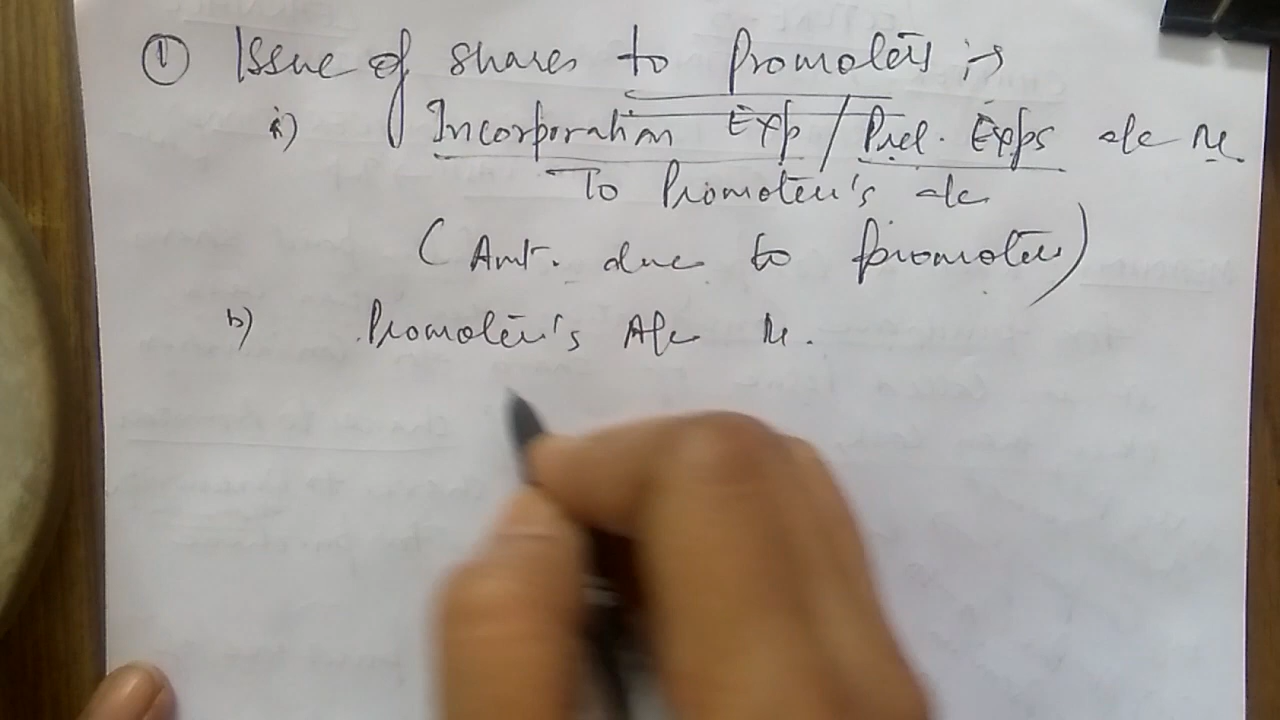 ① Issue of shares to Promoters :→
i) Incorporation Exp / Prel. Exps a/c Dr.
To Promoter's a/c
(Amt. due to promoter)
b) Promoter's A/c Dr.